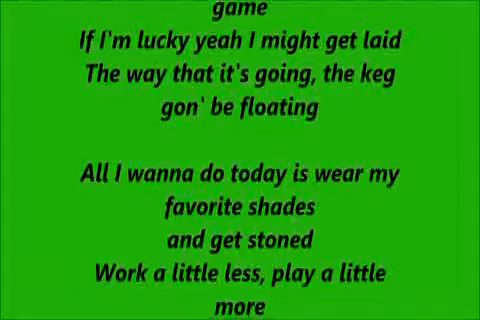 game
If I'm lucky yeah I might get laid
The way that it's going, the keg
gon' be floating
All I wanna do today is wear my
favorite shades
and get stoned
Work a little less, play a little
more